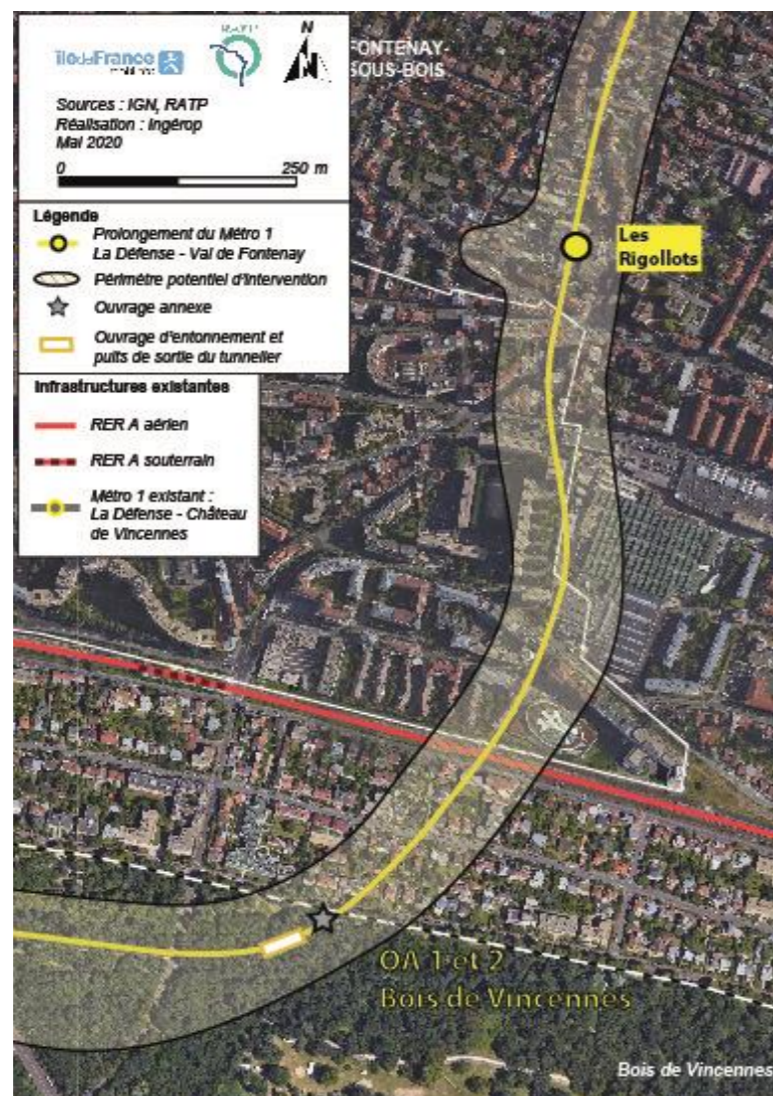 îledeFrance
mobilités
RATP
N
FONTENAY-
SOUS-BOIS
Sources : IGN, RATP
Réalisation : Ingérop
Mai 2020
0 250 m
Légende
Prolongement du Métro 1
La Défense - Val de Fontenay
Périmètre potentiel d'intervention
Ouvrage annexe
Ouvrage d'entonnement et
puits de sortie du tunnelier
Infrastructures existantes
RER A aérien
RER A souterrain
Métro 1 existant :
La Défense - Château
de Vincennes
Les
Rigollots
OA 1 et 2
Bois de Vincennes
Bois de Vincennes